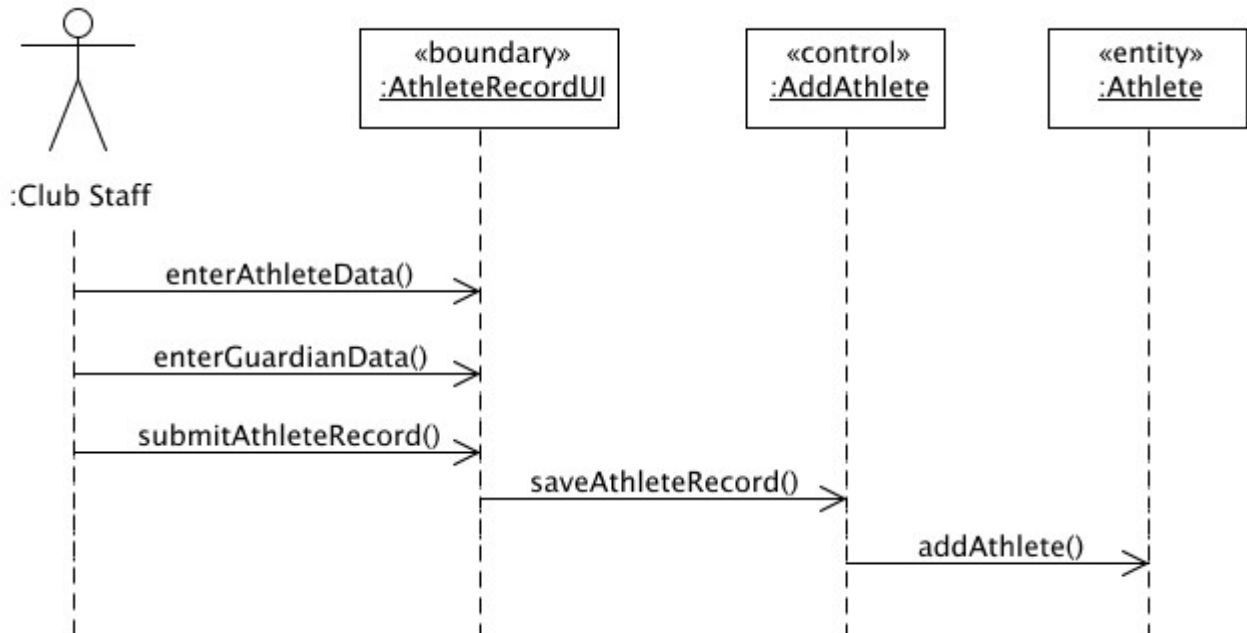 «boundary»
:AthleteRecordUI
«control»
:AddAthlete
«entity»
:Athlete
:Club Staff
enterAthleteData()
enterGuardianData()
submitAthleteRecord()
saveAthleteRecord()
addAthlete()